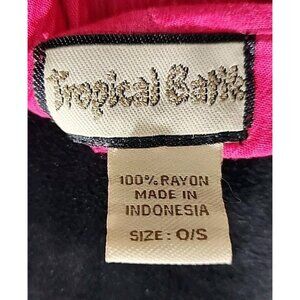 Tropical Batik
100% RAYON
MADE IN
INDONESIA
SIZE: O/S